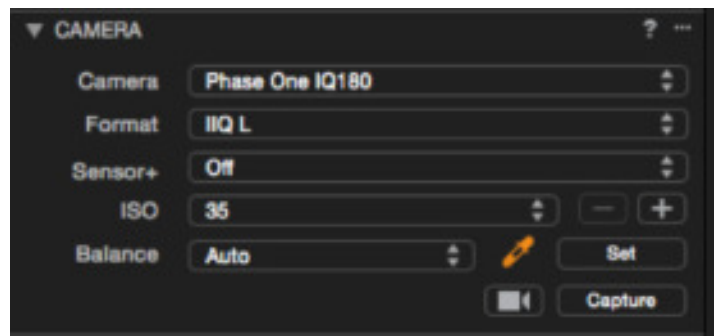 CAMERA ? ...
Camera Phase One IQ180
Format IIQ L
Sensor+ Off
ISO 35 − +
Balance Auto Set
Capture